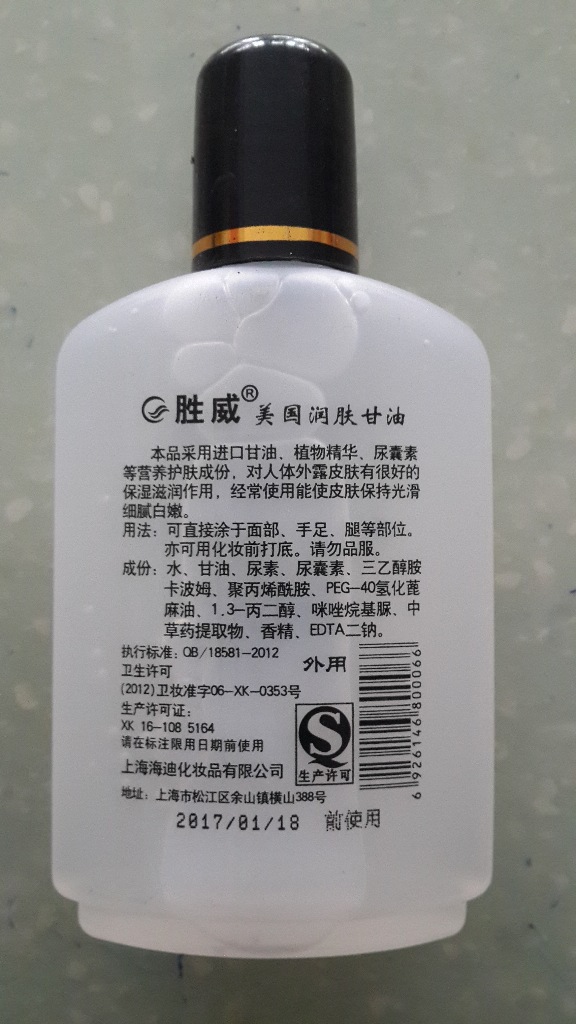 胜威® 美国润肤甘油
本品采用进口甘油、植物精华、尿囊素
等营养护肤成份，对人体外露皮肤有很好的
保湿滋润作用，经常使用能使皮肤保持光滑
细腻白嫩。
用法：可直接涂于面部、手足、腿等部位。
亦可用化妆前打底。请勿品服。
成份：水、甘油、尿素、尿囊素、三乙醇胺
卡波姆、聚丙烯酰胺、PEG-40氢化蓖
麻油、1.3-丙二醇、咪唑烷基脲、中
草药提取物、香精、EDTA二钠。
执行标准：QB/18581-2012
外用
卫生许可
(2012)卫妆准字06-XK-0353号
生产许可证：
XK 16-108 5164
请在标注限用日期前使用
上海海迪化妆品有限公司
生产许可
地址：上海市松江区佘山镇横山388号
6926146800066
2017/01/18 前使用